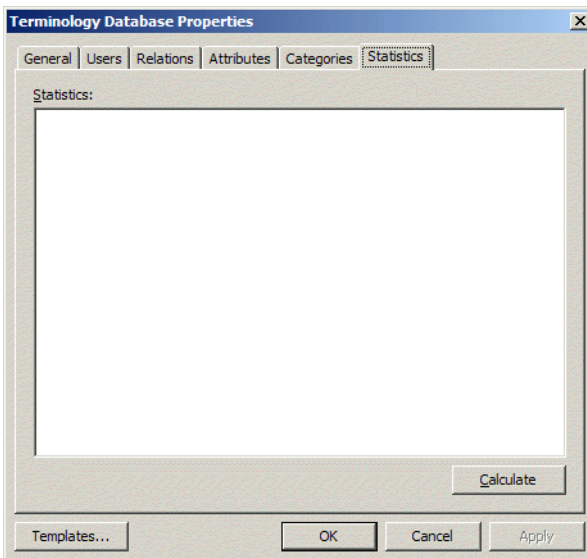 Terminology Database Properties
General Users Relations Attributes Categories Statistics
Statistics:
Calculate
Templates... OK Cancel Apply